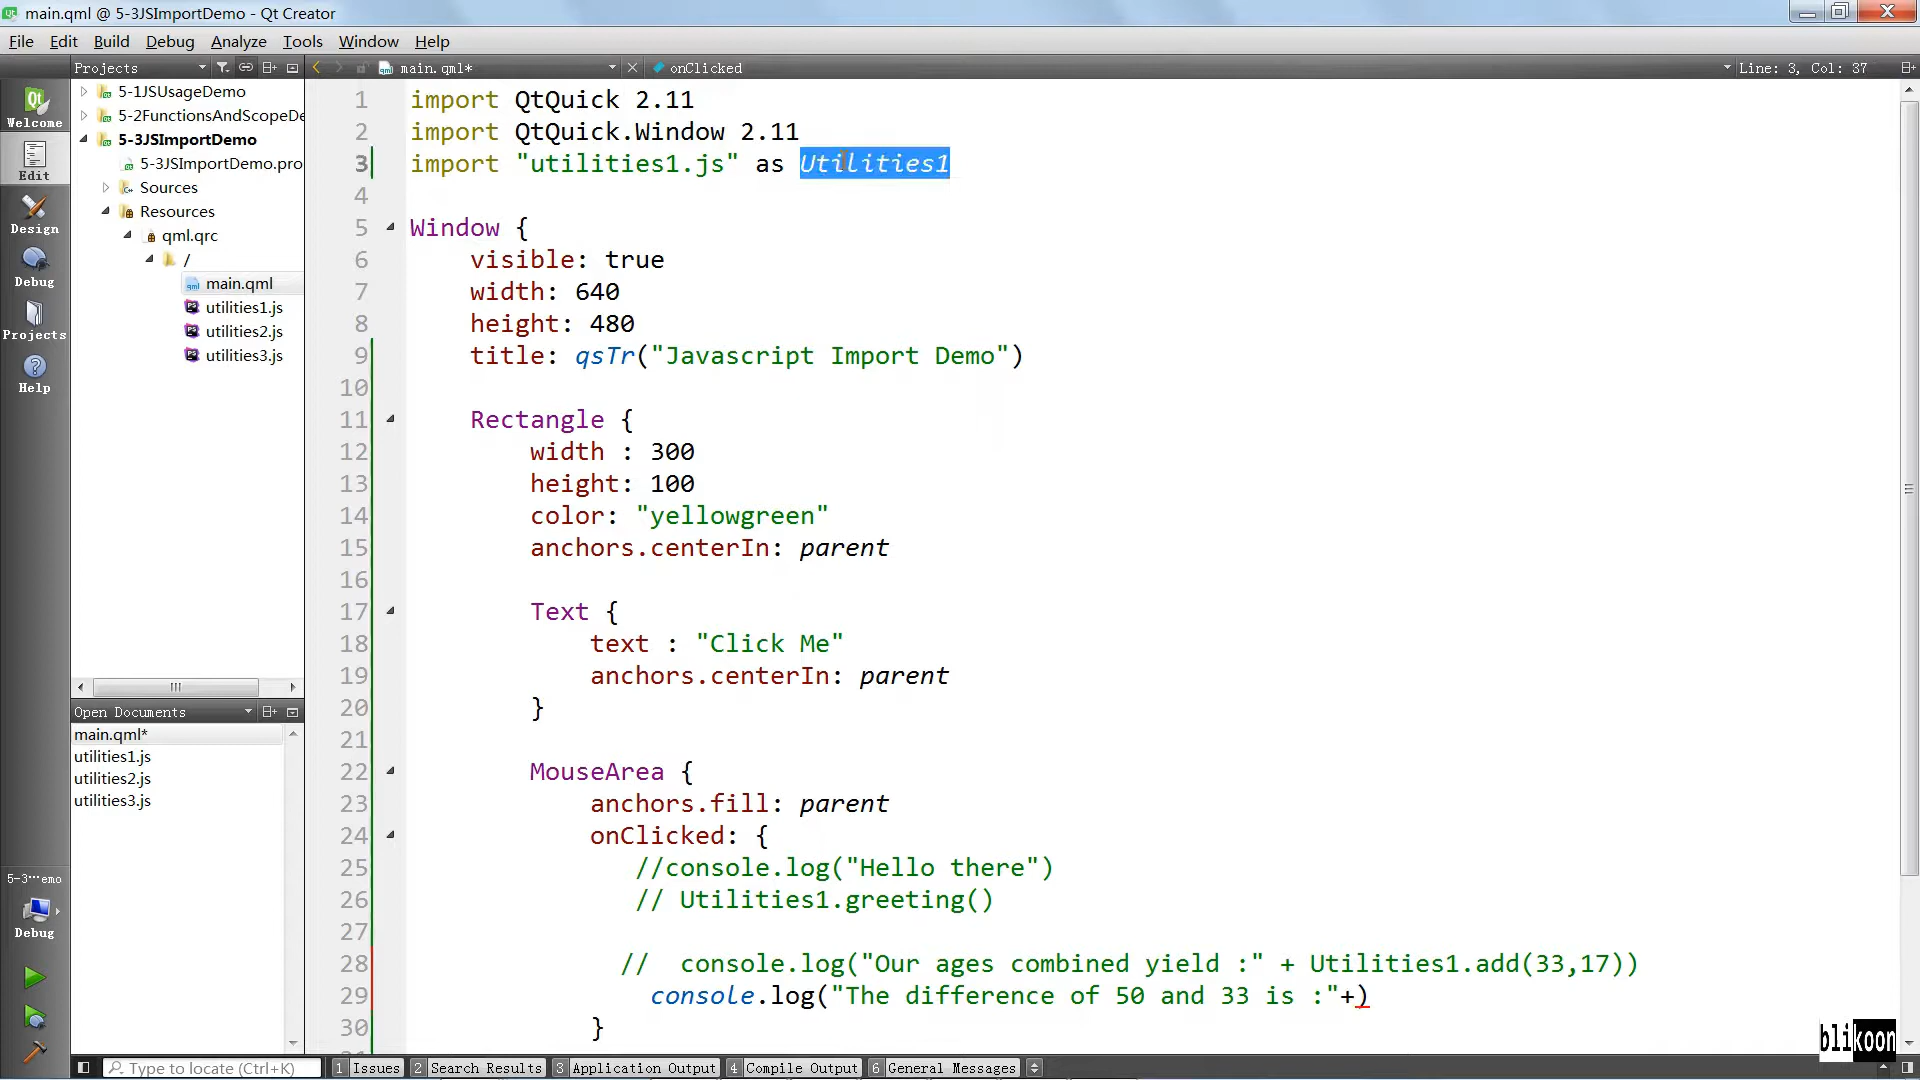 main.qml @ 5-3JSImportDemo - Qt Creator
File Edit Build Debug Analyze Tools Window Help
Projects main.qml* onClicked Line: 3, Col: 37
Welcome
Edit
Design
Debug
Projects
Help
5-1JSUsageDemo
5-2FunctionsAndScopeDe
5-3JSImportDemo
5-3JSImportDemo.pro
Sources
Resources
qml.qrc
/
main.qml
utilities1.js
utilities2.js
utilities3.js
Open Documents
main.qml*
utilities1.js
utilities2.js
utilities3.js
5-3···emo
Debug
1 import QtQuick 2.11
2 import QtQuick.Window 2.11
3 import "utilities1.js" as Utilities1
4
5 Window {
6 visible: true
7 width: 640
8 height: 480
9 title: qsTr("Javascript Import Demo")
10
11 Rectangle {
12 width : 300
13 height: 100
14 color: "yellowgreen"
15 anchors.centerIn: parent
16
17 Text {
18 text : "Click Me"
19 anchors.centerIn: parent
20 }
21
22 MouseArea {
23 anchors.fill: parent
24 onClicked: {
25 //console.log("Hello there")
26 // Utilities1.greeting()
27
28 // console.log("Our ages combined yield :" + Utilities1.add(33,17))
29 console.log("The difference of 50 and 33 is :"+)
30 }
blikoon
Type to locate (Ctrl+K) 1 Issues 2 Search Results 3 Application Output 4 Compile Output 6 General Messages